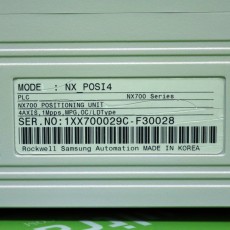 MODE : NX_POSI4
PLC NX700 Series
NX700 POSITIONING UNIT
4AXIS,1Mpps,MPG,OC/LDType
SER.NO:1XX700029C-F30028
Rockwell Samsung Automation MADE IN KOREA